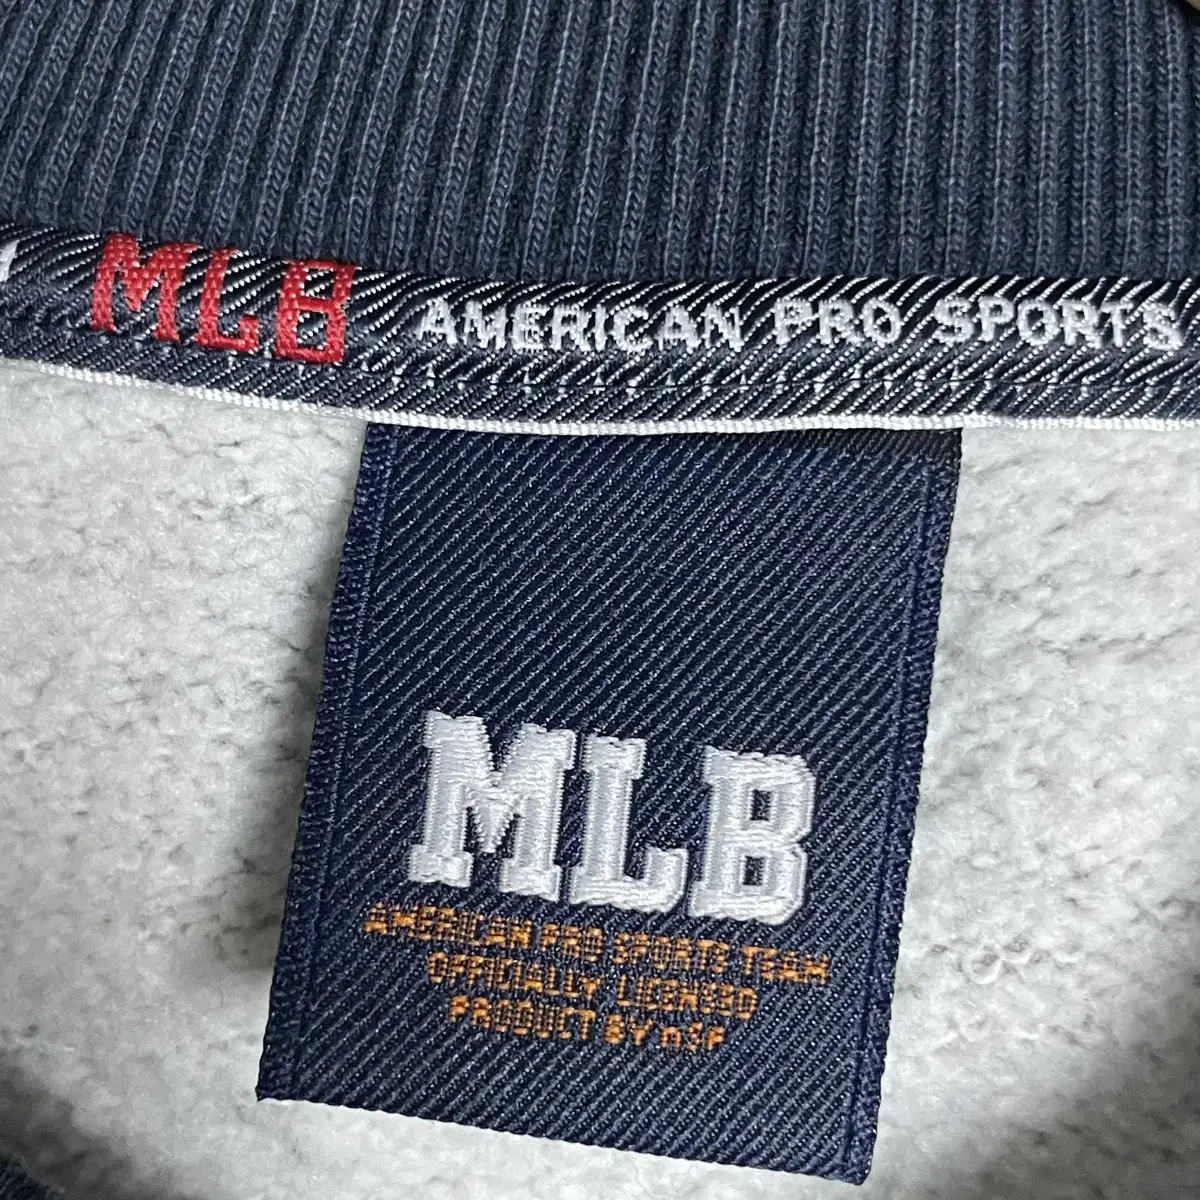 MLB AMERICAN PRO SPORTS
MLB
AMERICAN PRO SPORTS TEAM
OFFICIALLY LICENSED
PRODUCT BY